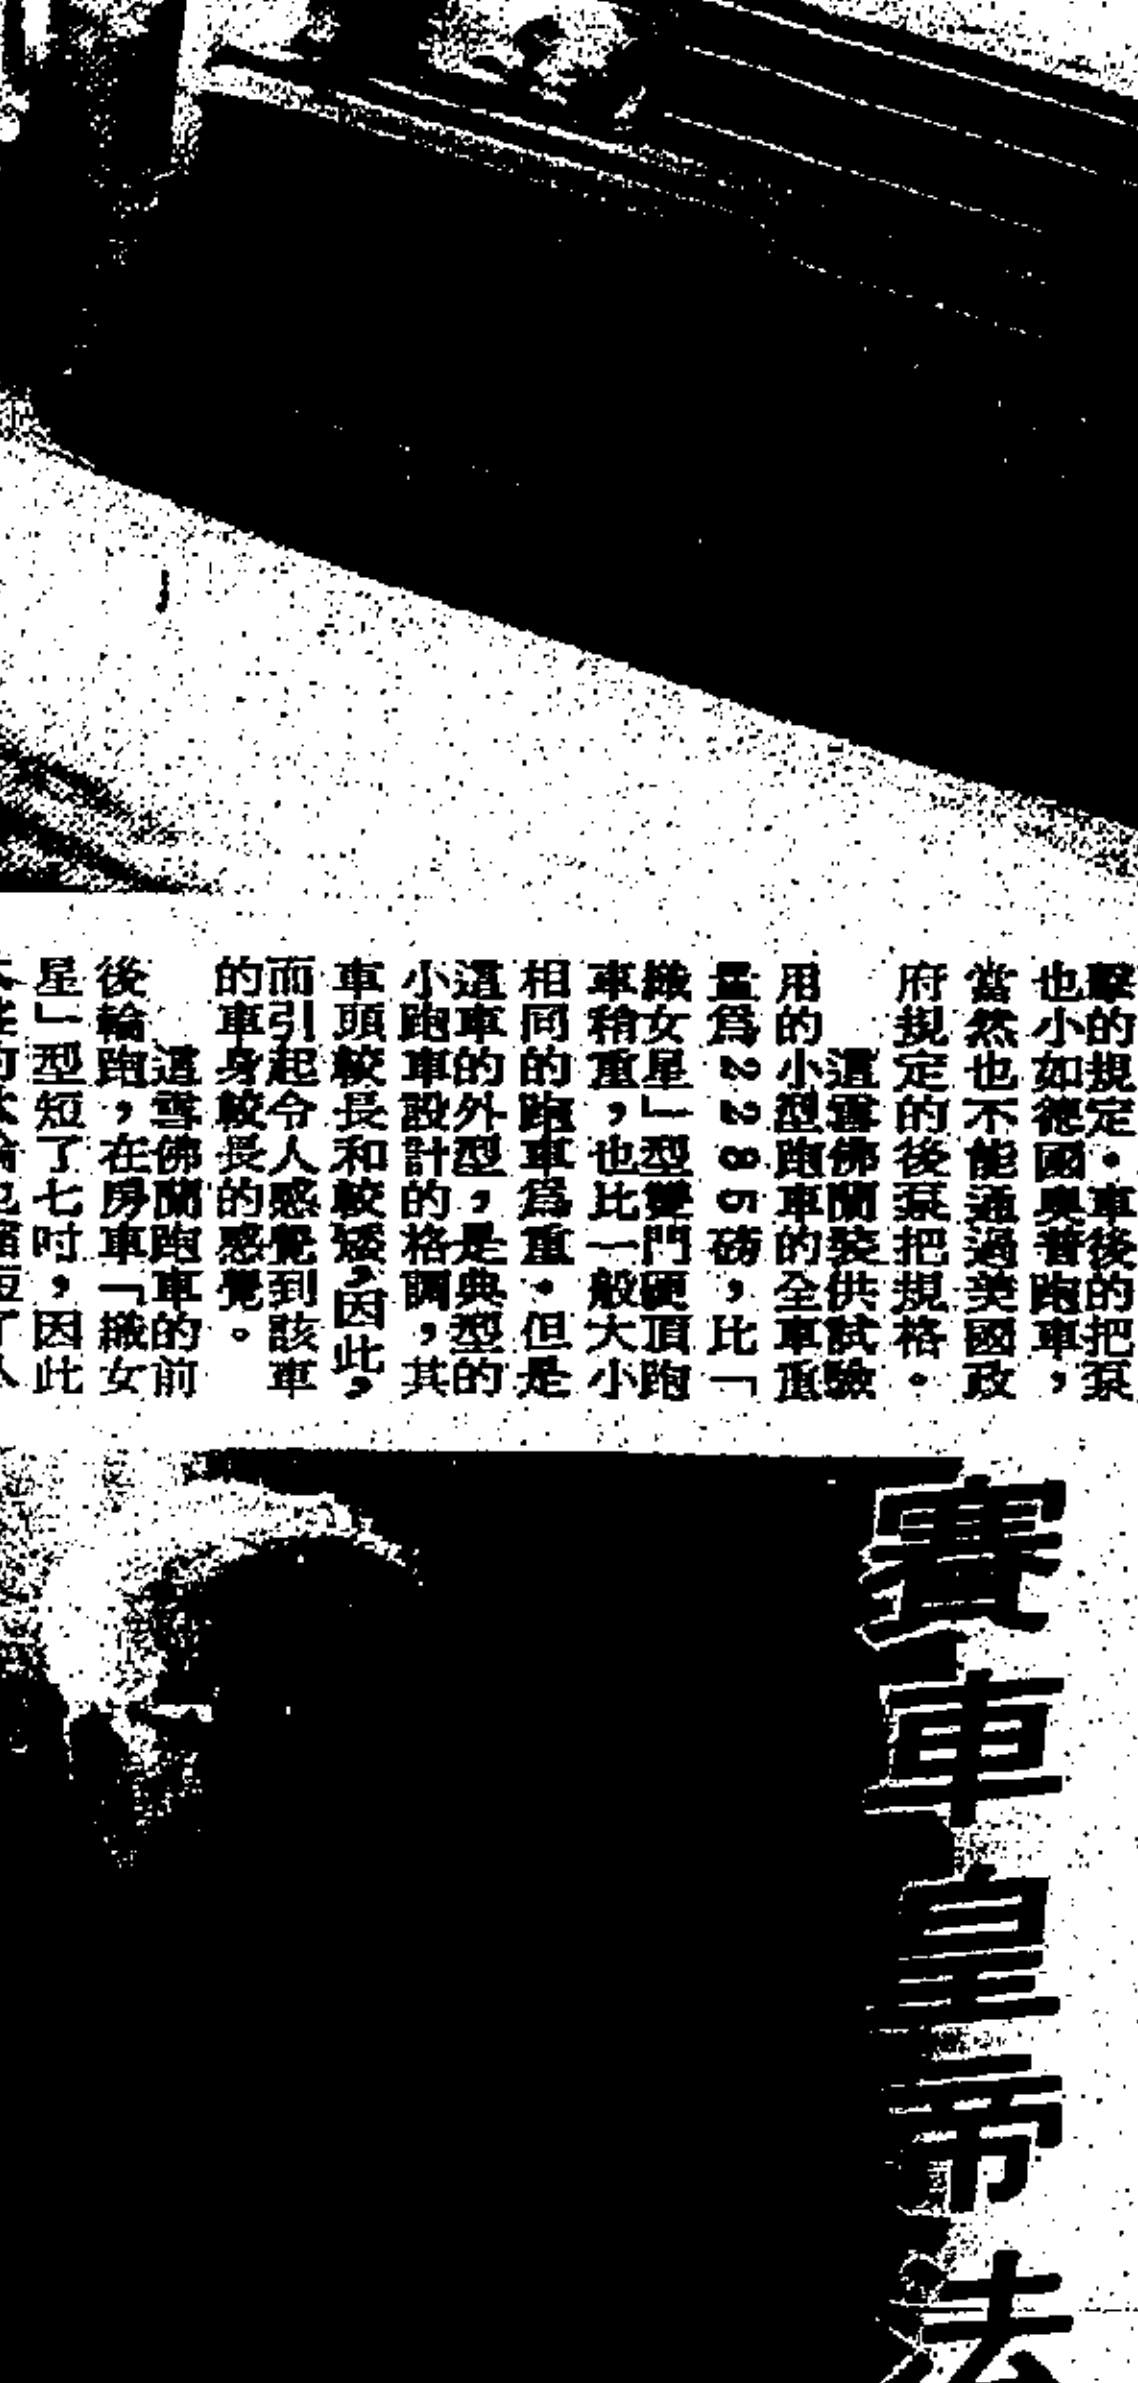 擊的規定。車後的把泵
也小如德國奧普跑車，
當然也不能通過美國政
府規定的後泵把規格。
這雪佛蘭裝供試驗
用的小型跑車的全車重
量爲2285磅，比「
織女星」型雙門硬頂跑
車稍重，也比一般大小
相同的跑車爲重。但是
這車的外型，是典型的
小跑車設計的格調，其
車頭較長和較矮，因此，
而引起令人感覺到該車
的車身較長的感覺。
這雪佛蘭跑車的前
後輪跑，在房車「織女
星」型短了七吋，因此
賽車皇帝法